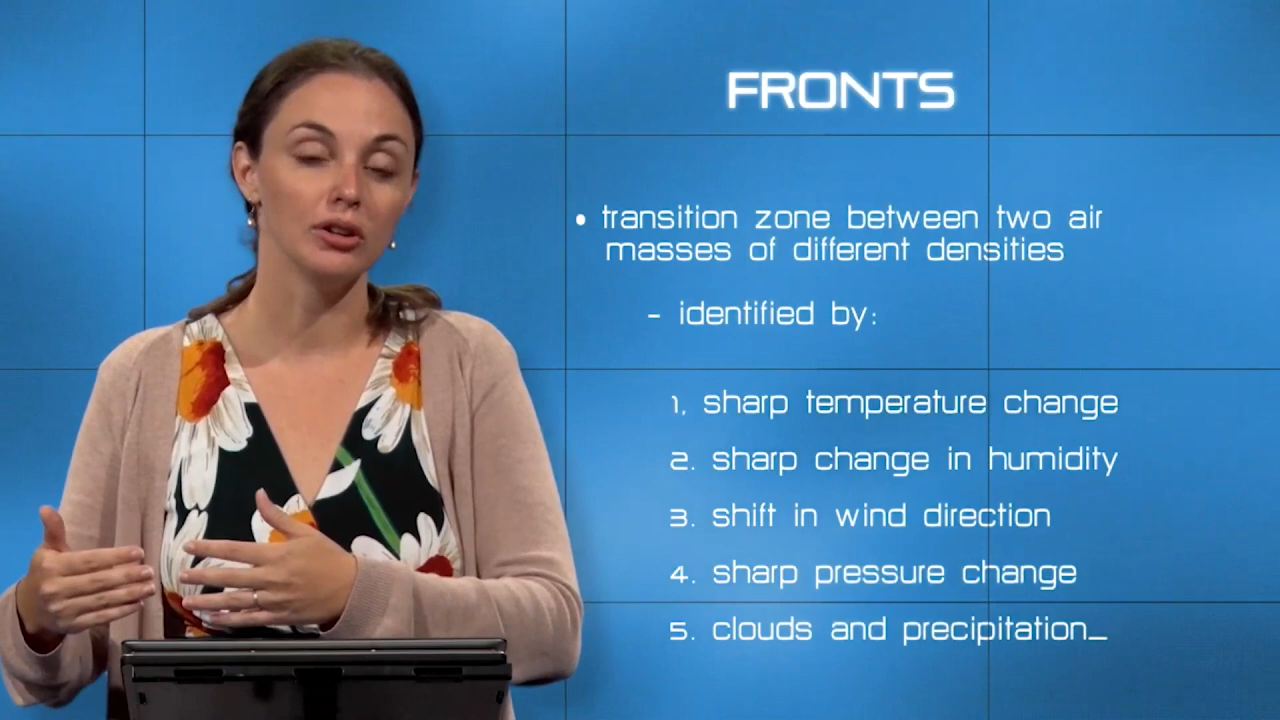 FRONTS
• transition zone between two air
masses of different densities
- identified by:
1. sharp temperature change
2. sharp change in humidity
3. shift in wind direction
4. sharp pressure change
5. clouds and precipitation_